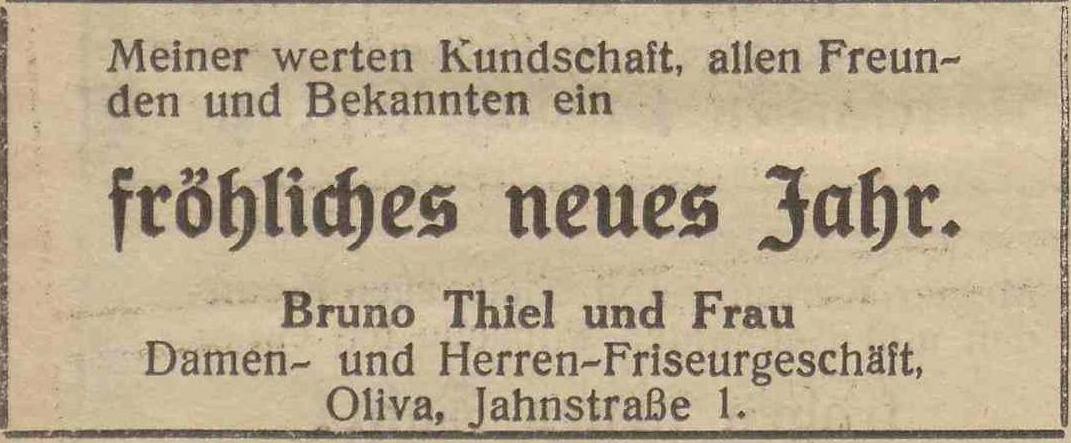 Meiner werten Kundschaft, allen Freun-
den und Bekannten ein
fröhliches neues Jahr.
Bruno Thiel und Frau
Damen- und Herren-Friseurgeschäft,
Oliva, Jahnstraße 1.